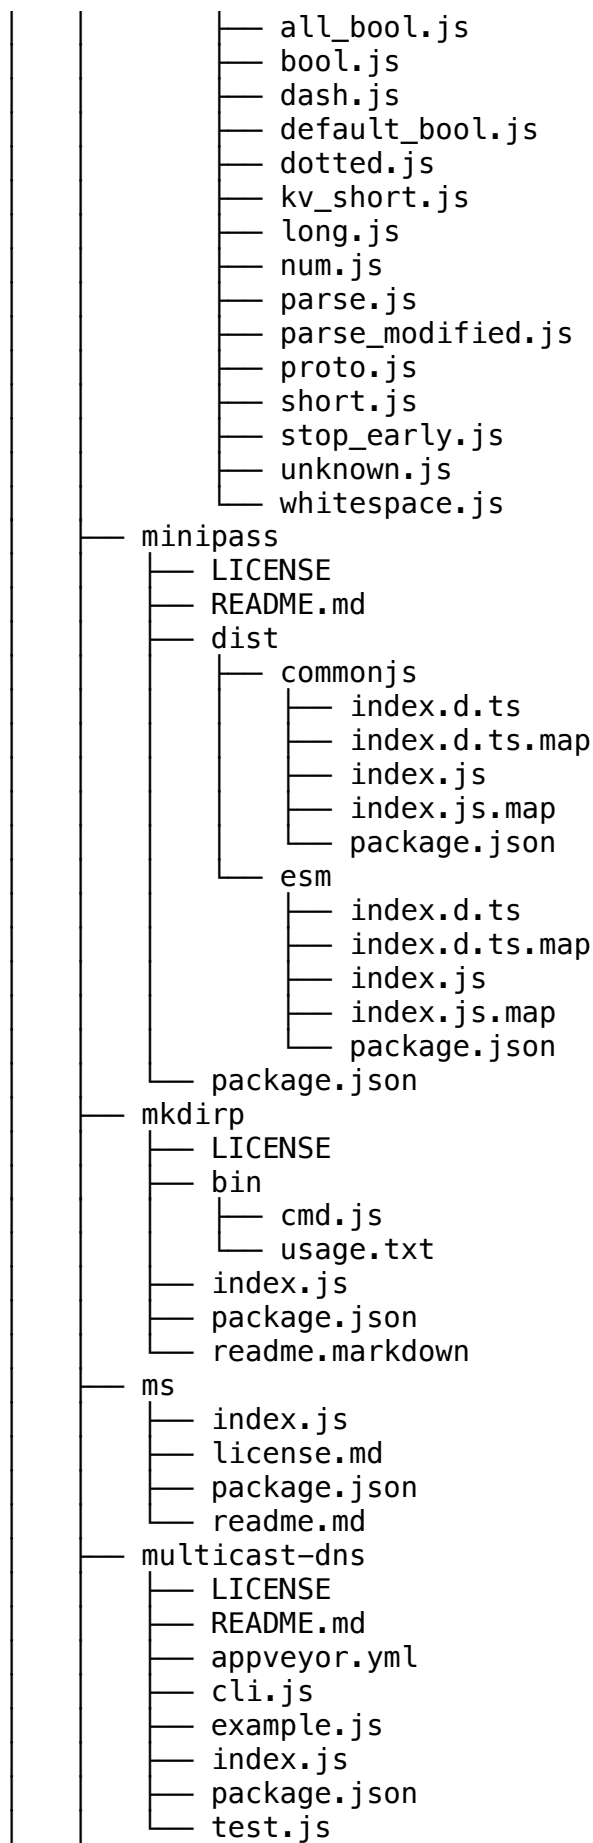 │   │       ├── all_bool.js
│   │       ├── bool.js
│   │       ├── dash.js
│   │       ├── default_bool.js
│   │       ├── dotted.js
│   │       ├── kv_short.js
│   │       ├── long.js
│   │       ├── num.js
│   │       ├── parse.js
│   │       ├── parse_modified.js
│   │       ├── proto.js
│   │       ├── short.js
│   │       ├── stop_early.js
│   │       ├── unknown.js
│   │       └── whitespace.js
│   ├── minipass
│   │   ├── LICENSE
│   │   ├── README.md
│   │   ├── dist
│   │   │   ├── commonjs
│   │   │   │   ├── index.d.ts
│   │   │   │   ├── index.d.ts.map
│   │   │   │   ├── index.js
│   │   │   │   ├── index.js.map
│   │   │   │   └── package.json
│   │   │   └── esm
│   │   │       ├── index.d.ts
│   │   │       ├── index.d.ts.map
│   │   │       ├── index.js
│   │   │       ├── index.js.map
│   │   │       └── package.json
│   │   └── package.json
│   ├── mkdirp
│   │   ├── LICENSE
│   │   ├── bin
│   │   │   ├── cmd.js
│   │   │   └── usage.txt
│   │   ├── index.js
│   │   ├── package.json
│   │   └── readme.markdown
│   ├── ms
│   │   ├── index.js
│   │   ├── license.md
│   │   ├── package.json
│   │   └── readme.md
│   ├── multicast-dns
│   │   ├── LICENSE
│   │   ├── README.md
│   │   ├── appveyor.yml
│   │   ├── cli.js
│   │   ├── example.js
│   │   ├── index.js
│   │   ├── package.json
│   │   └── test.js